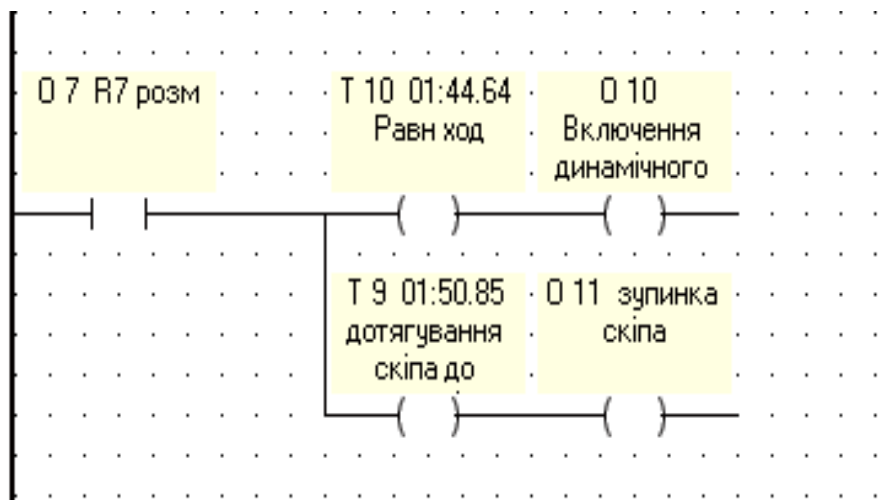 O 7 R7 розм
T 10 01:44.64
Равн ход
O 10
Включення
динамічного
T 9 01:50.85
дотягування
скіпа до
O 11 зупинка
скіпа